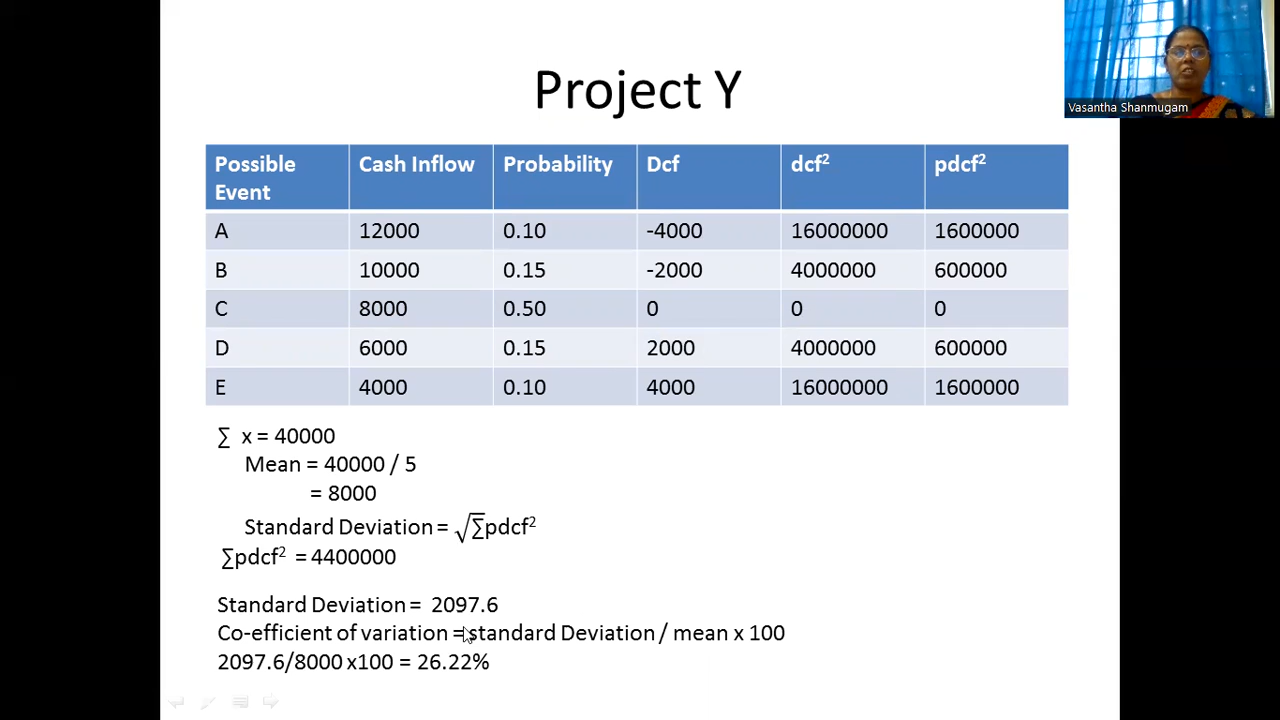 Project Y
Vasantha Shanmugam
Possible Event | Cash Inflow | Probability | Dcf | dcf² | pdcf²
A | 12000 | 0.10 | -4000 | 16000000 | 1600000
B | 10000 | 0.15 | -2000 | 4000000 | 600000
C | 8000 | 0.50 | 0 | 0 | 0
D | 6000 | 0.15 | 2000 | 4000000 | 600000
E | 4000 | 0.10 | 4000 | 16000000 | 1600000
∑ x = 40000
Mean = 40000 / 5
= 8000
Standard Deviation = √∑pdcf²
∑pdcf² = 4400000
Standard Deviation = 2097.6
Co-efficient of variation = standard Deviation / mean x 100
2097.6/8000 x100 = 26.22%